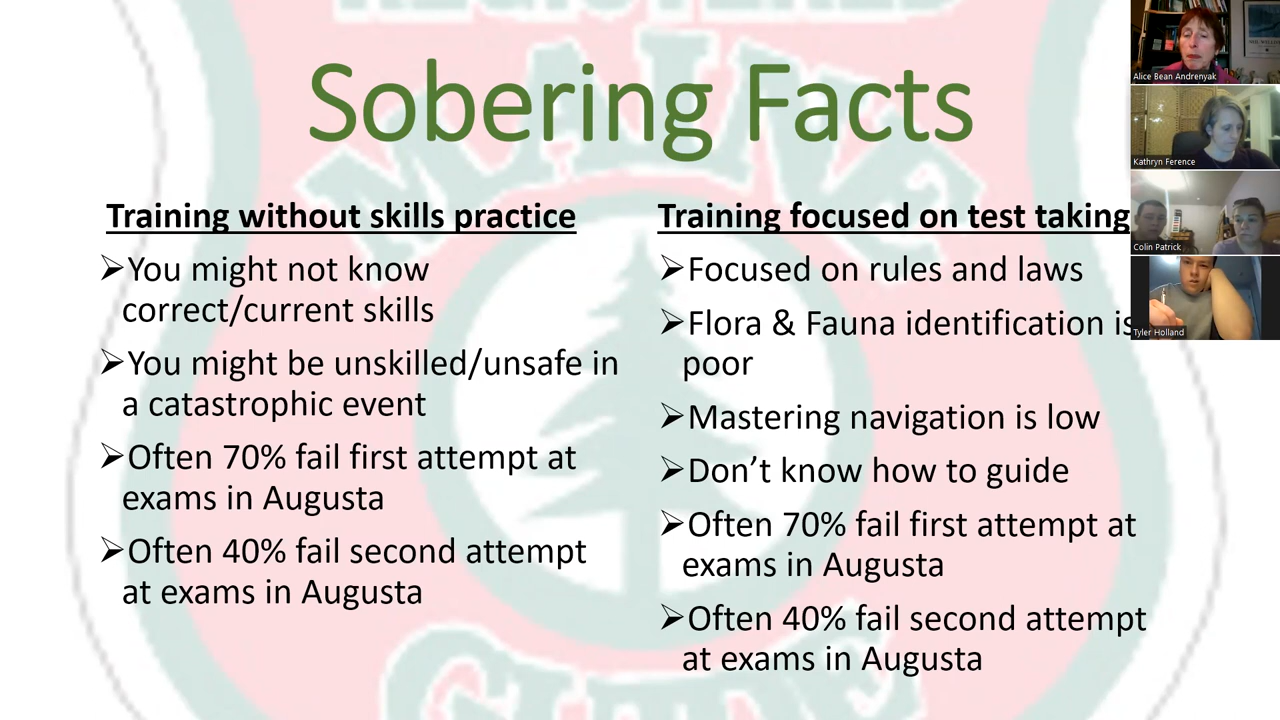 REGISTERED
MAINE
GUIDE
Sobering Facts
Training without skills practice
➢You might not know
correct/current skills
➢You might be unskilled/unsafe in
a catastrophic event
➢Often 70% fail first attempt at
exams in Augusta
➢Often 40% fail second attempt
at exams in Augusta
Training focused on test taking
➢Focused on rules and laws
➢Flora & Fauna identification is
poor
➢Mastering navigation is low
➢Don’t know how to guide
➢Often 70% fail first attempt at
exams in Augusta
➢Often 40% fail second attempt
at exams in Augusta
Alice Bean Andrenyak
Kathryn Ference
Colin Patrick
Tyler Holland